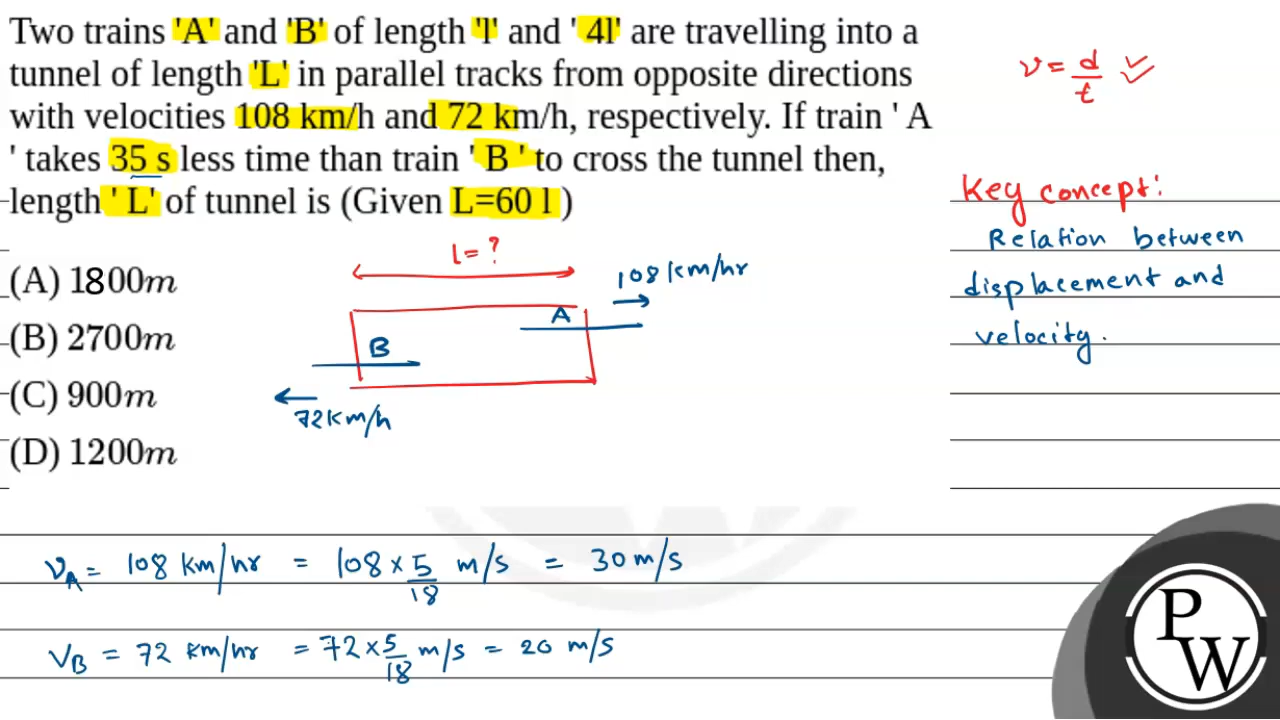 Two trains 'A' and 'B' of length 'l' and ' 4l' are travelling into a
tunnel of length 'L' in parallel tracks from opposite directions
with velocities 108 km/h and 72 km/h, respectively. If train ' A
' takes 35 s less time than train ' B ' to cross the tunnel then,
length ' L' of tunnel is (Given L=60 l )
(A) 1800m
(B) 2700m
(C) 900m
(D) 1200m
l = ?
108 km/hr
A
B
72 km/h
v = d/t
Key concept:
Relation between
displacement and
velocity.
vA = 108 km/hr = 108 × 5/18 m/s = 30 m/s
VB = 72 km/hr = 72 × 5/18 m/s = 20 m/s
P
W